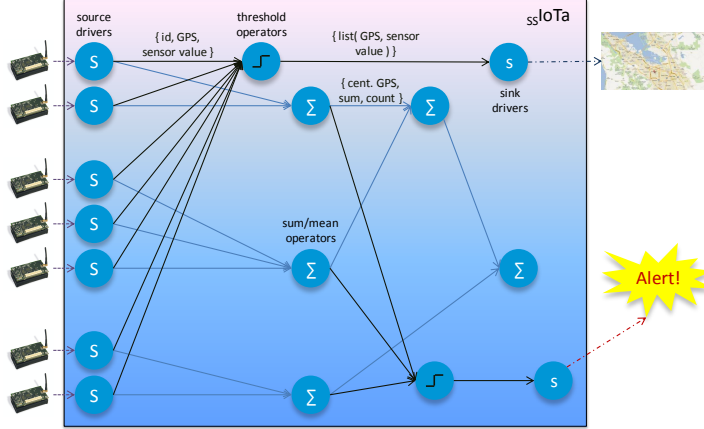 source
drivers
threshold
operators
SSIoTa
{ id, GPS,
sensor value }
{ list( GPS, sensor
value ) }
S
S
s
sink
drivers
{ cent. GPS,
sum, count }
Σ
Σ
S
S
S
sum/mean
operators
Σ
Σ
Alert!
S
S
Σ
s